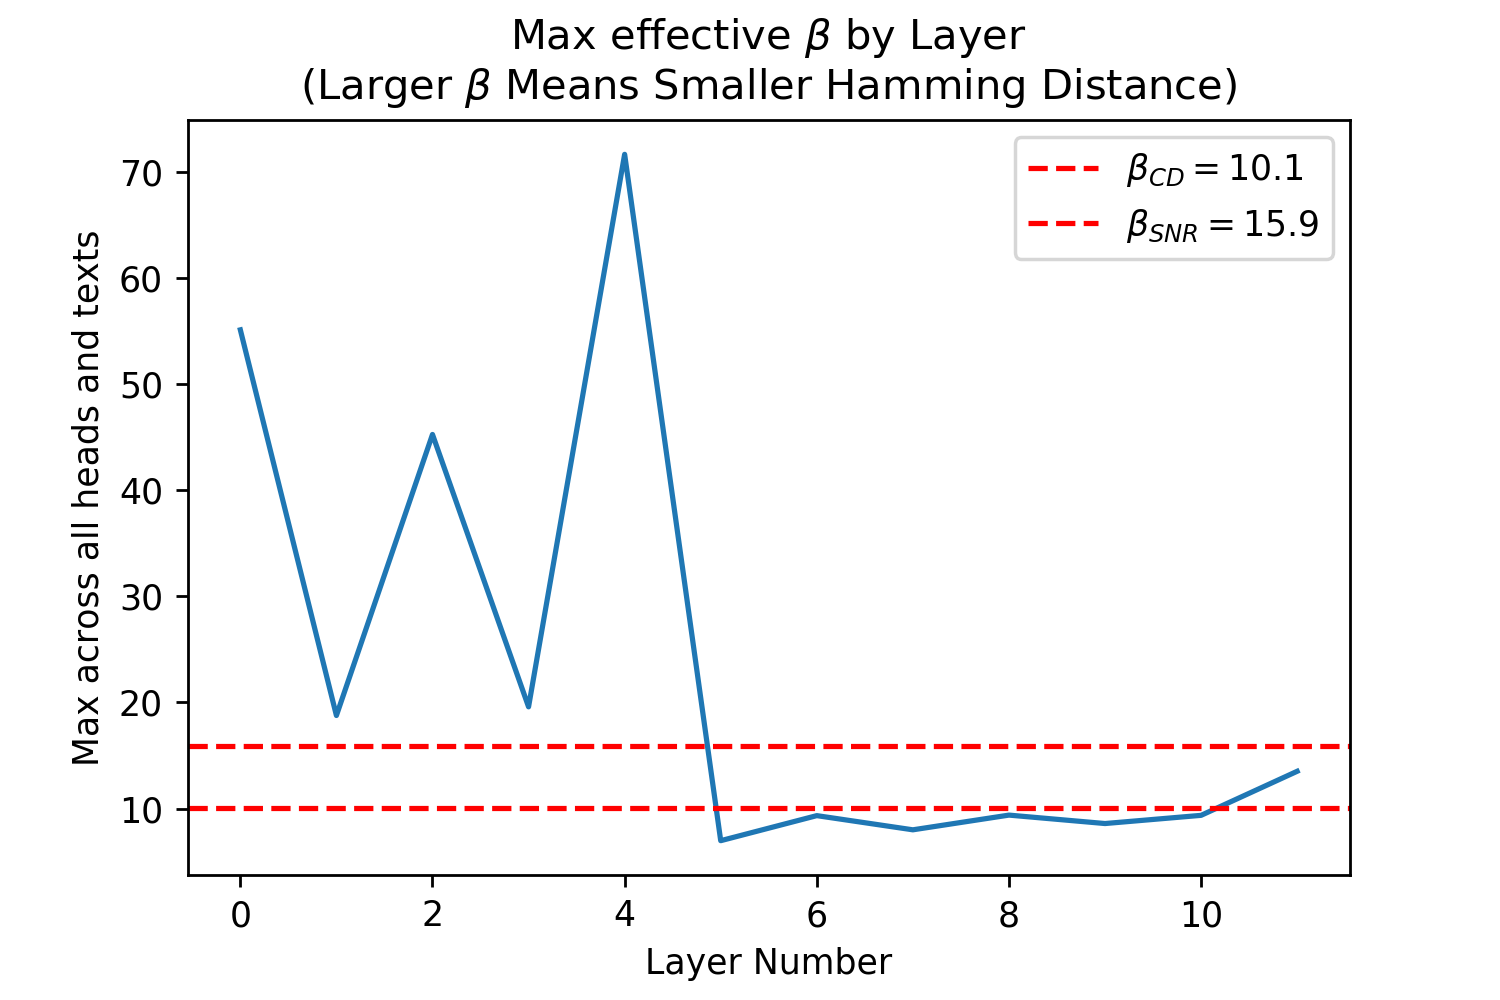 Max effective β by Layer
(Larger β Means Smaller Hamming Distance)
β_CD = 10.1
β_SNR = 15.9
Max across all heads and texts
70
60
50
40
30
20
10
0 2 4 6 8 10
Layer Number